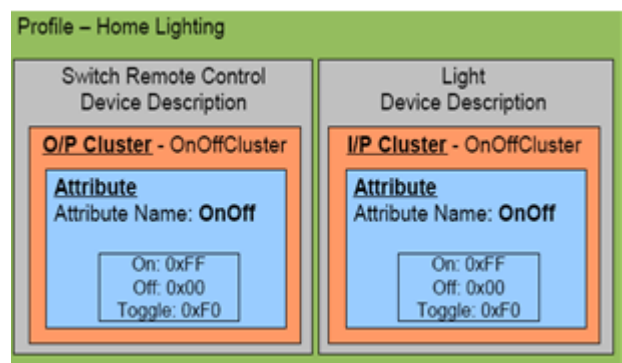 Profile – Home Lighting
Switch Remote Control
Device Description
O/P Cluster - OnOffCluster
Attribute
Attribute Name: OnOff
On: 0xFF
Off: 0x00
Toggle: 0xF0
Light
Device Description
I/P Cluster - OnOffCluster
Attribute
Attribute Name: OnOff
On: 0xFF
Off: 0x00
Toggle: 0xF0